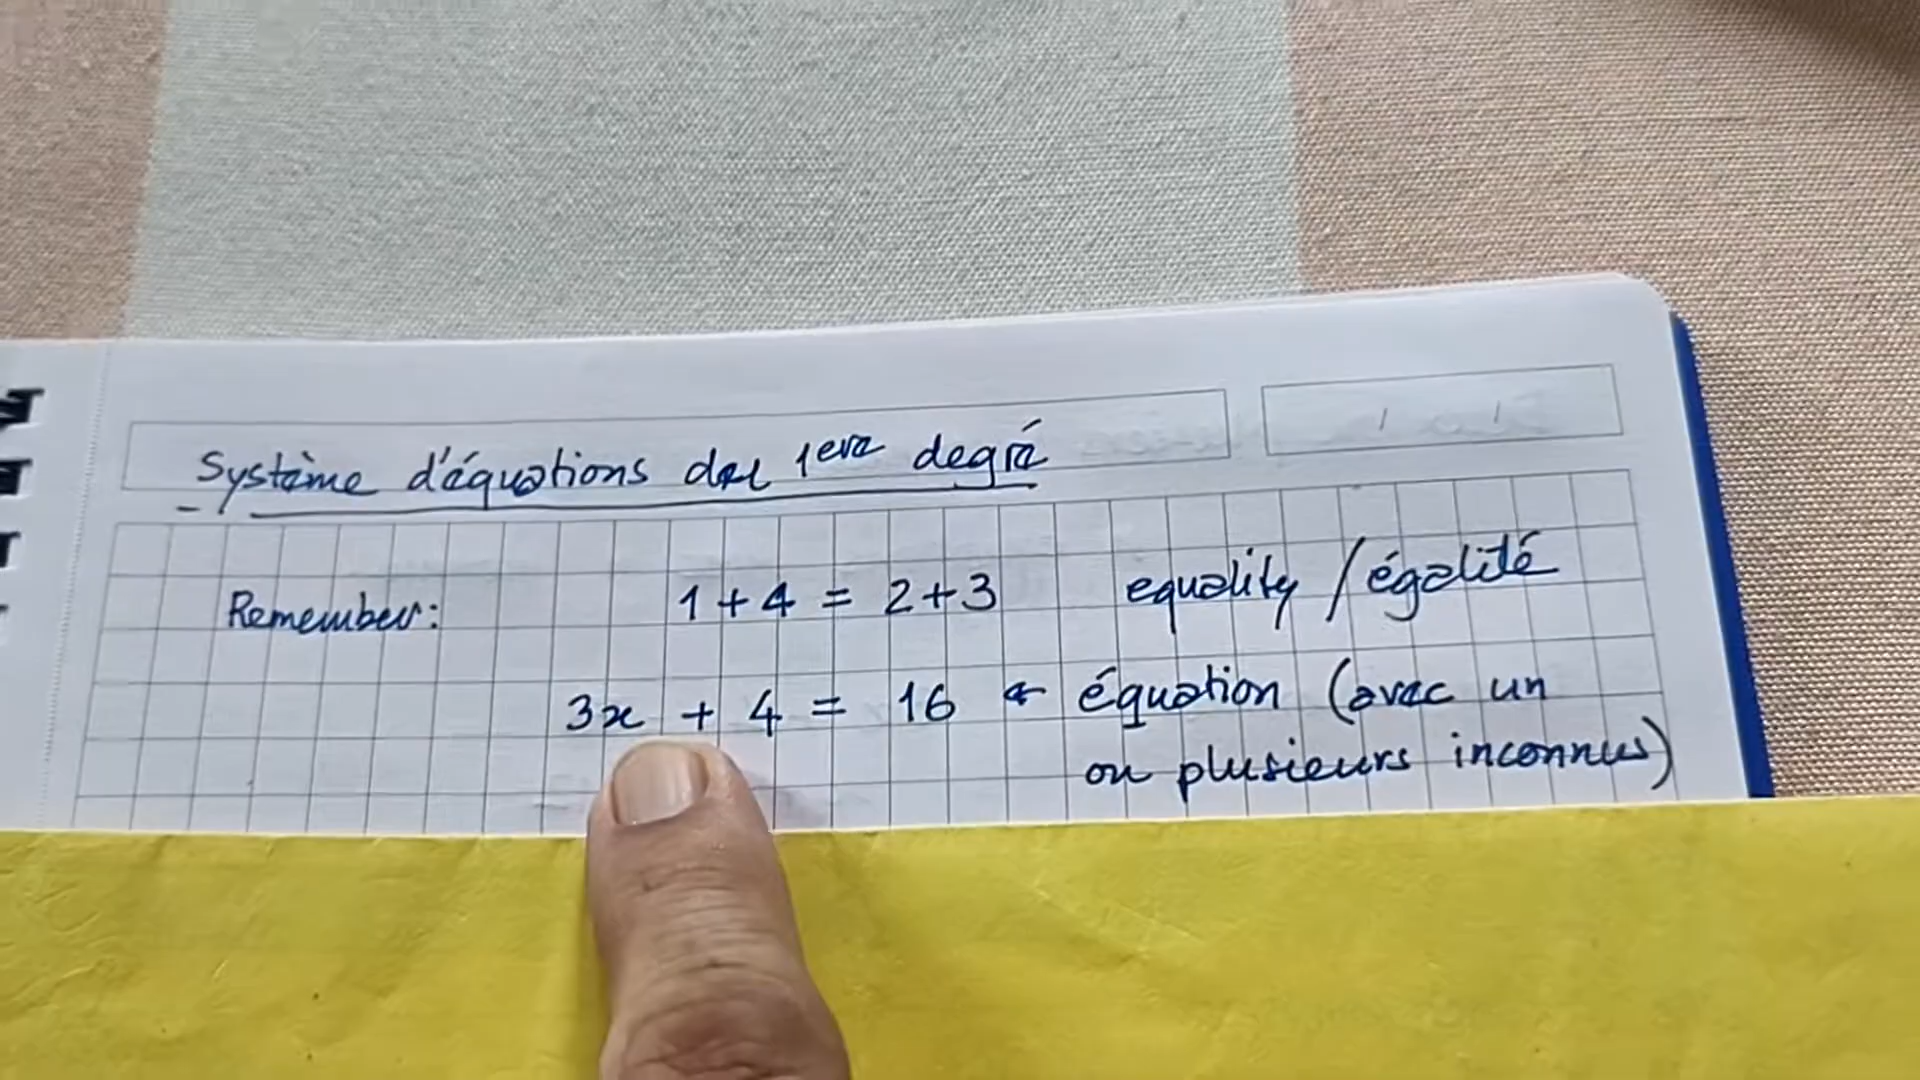 Système d'équations du 1ere degré
Remember: 1 + 4 = 2 + 3 equality / égalité
3x + 4 = 16 ← équation (avec un
ou plusieurs inconnus)